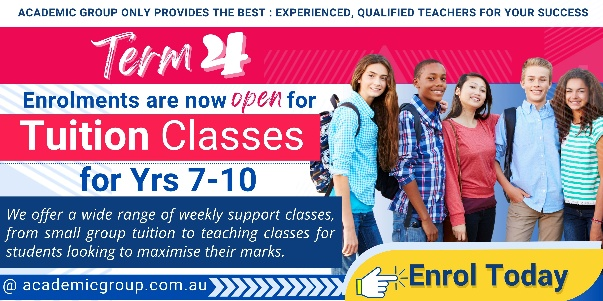 ACADEMIC GROUP ONLY PROVIDES THE BEST : EXPERIENCED, QUALIFIED TEACHERS FOR YOUR SUCCESS
Term 4
Enrolments are now open for
Tuition Classes
for Yrs 7-10
We offer a wide range of weekly support classes,
from small group tuition to teaching classes for
students looking to maximise their marks.
@ academicgroup.com.au
Enrol Today